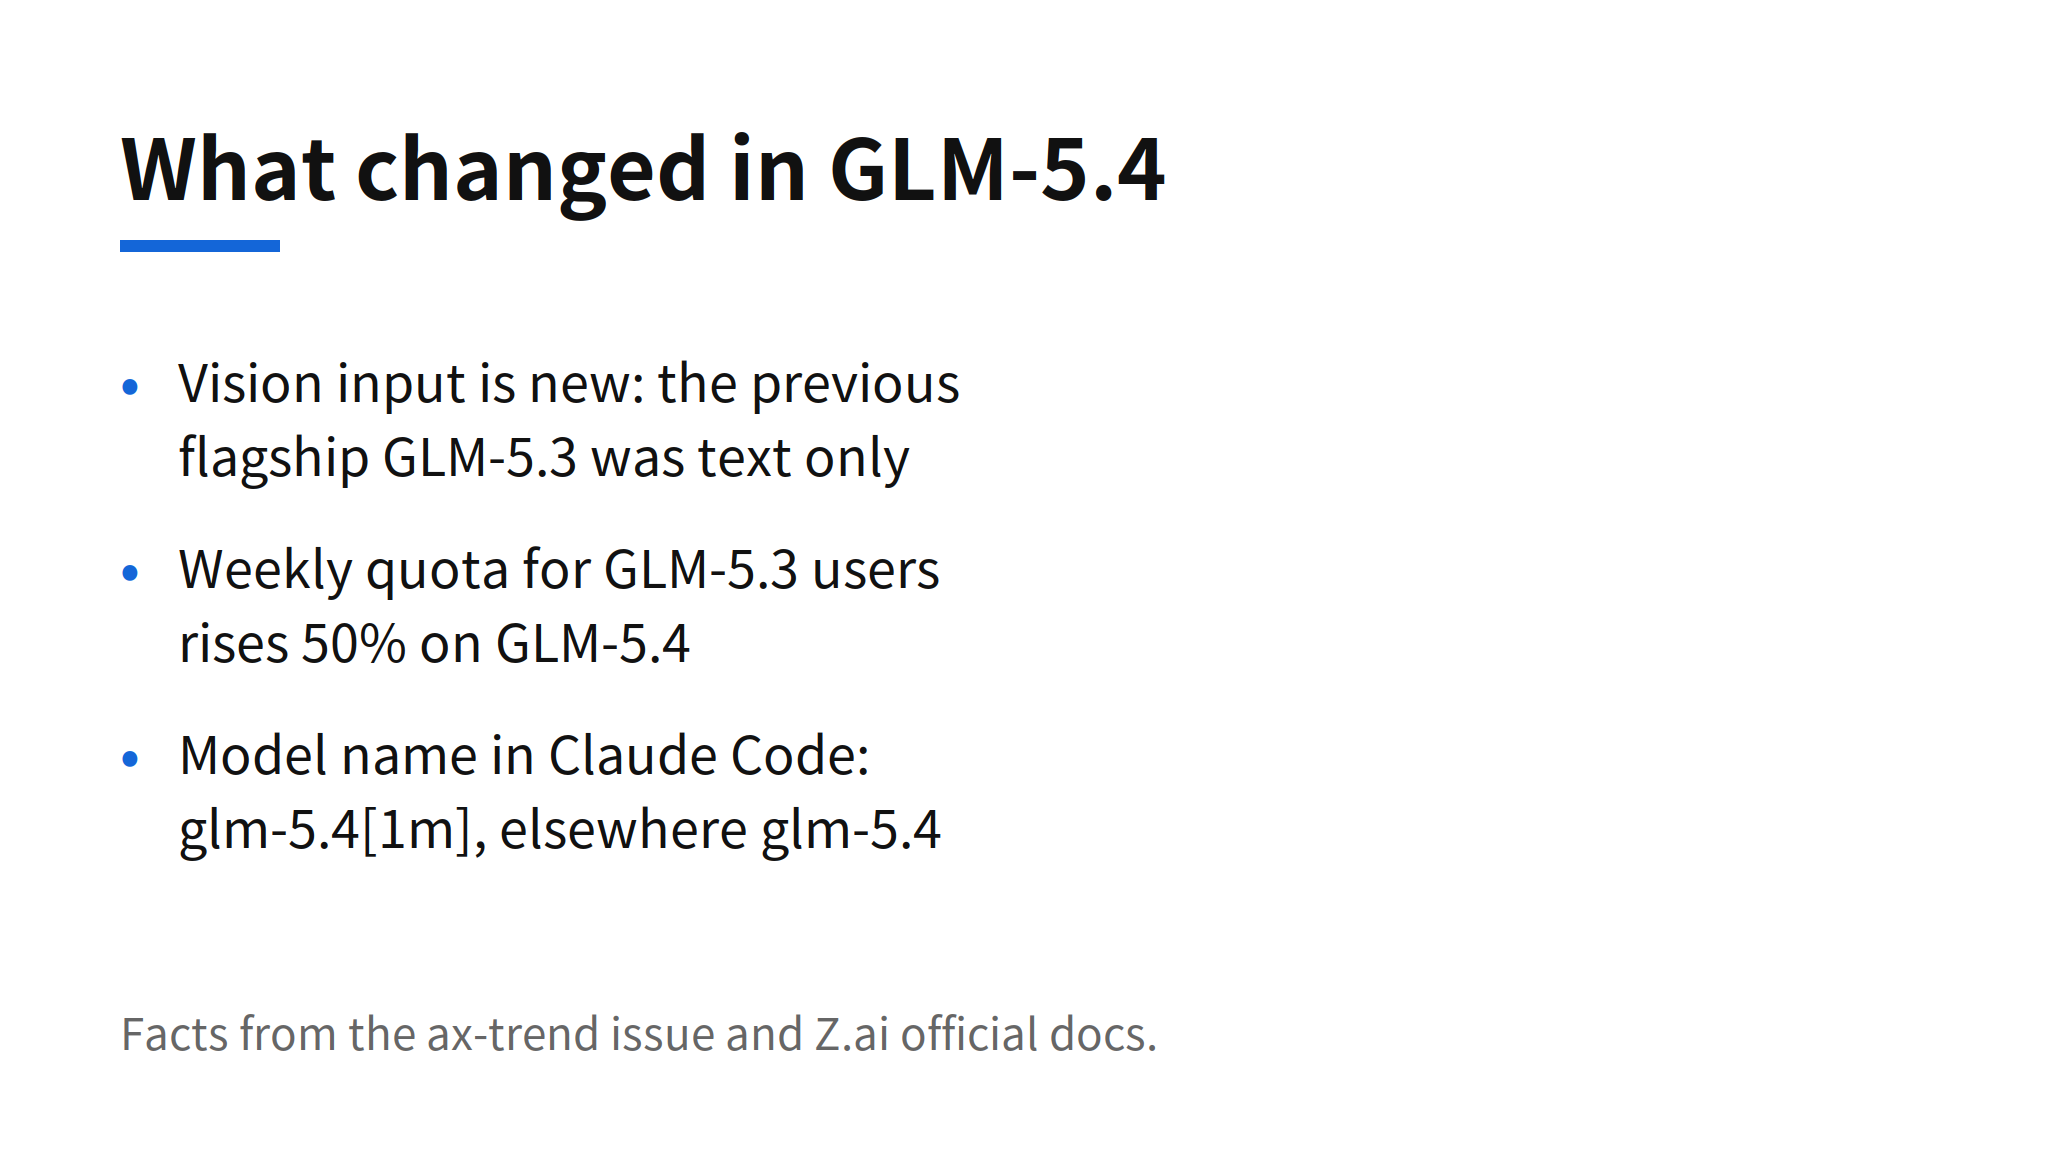 What changed in GLM-5.4
• Vision input is new: the previous
flagship GLM-5.3 was text only
• Weekly quota for GLM-5.3 users
rises 50% on GLM-5.4
• Model name in Claude Code:
glm-5.4[1m], elsewhere glm-5.4
Facts from the ax-trend issue and Z.ai official docs.